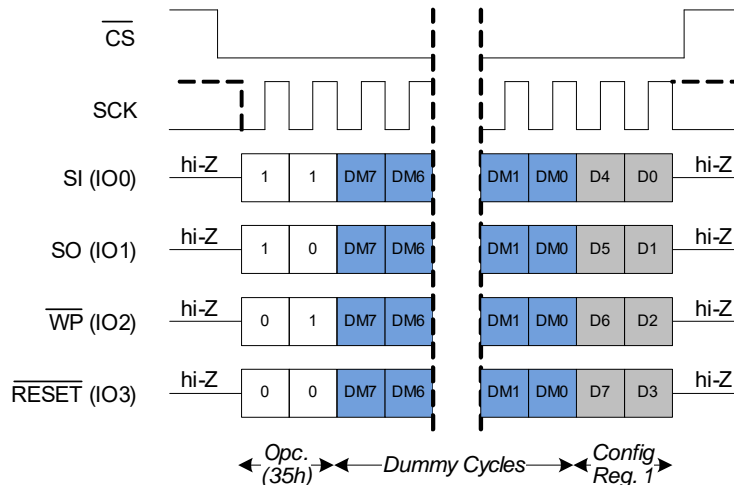 CS
SCK
SI (IO0) hi-Z 1 1 DM7 DM6 DM1 DM0 D4 D0 hi-Z
SO (IO1) hi-Z 1 0 DM7 DM6 DM1 DM0 D5 D1 hi-Z
WP (IO2) hi-Z 0 1 DM7 DM6 DM1 DM0 D6 D2 hi-Z
RESET (IO3) hi-Z 0 0 DM7 DM6 DM1 DM0 D7 D3 hi-Z
Opc.
(35h)
Dummy Cycles
Config
Reg. 1